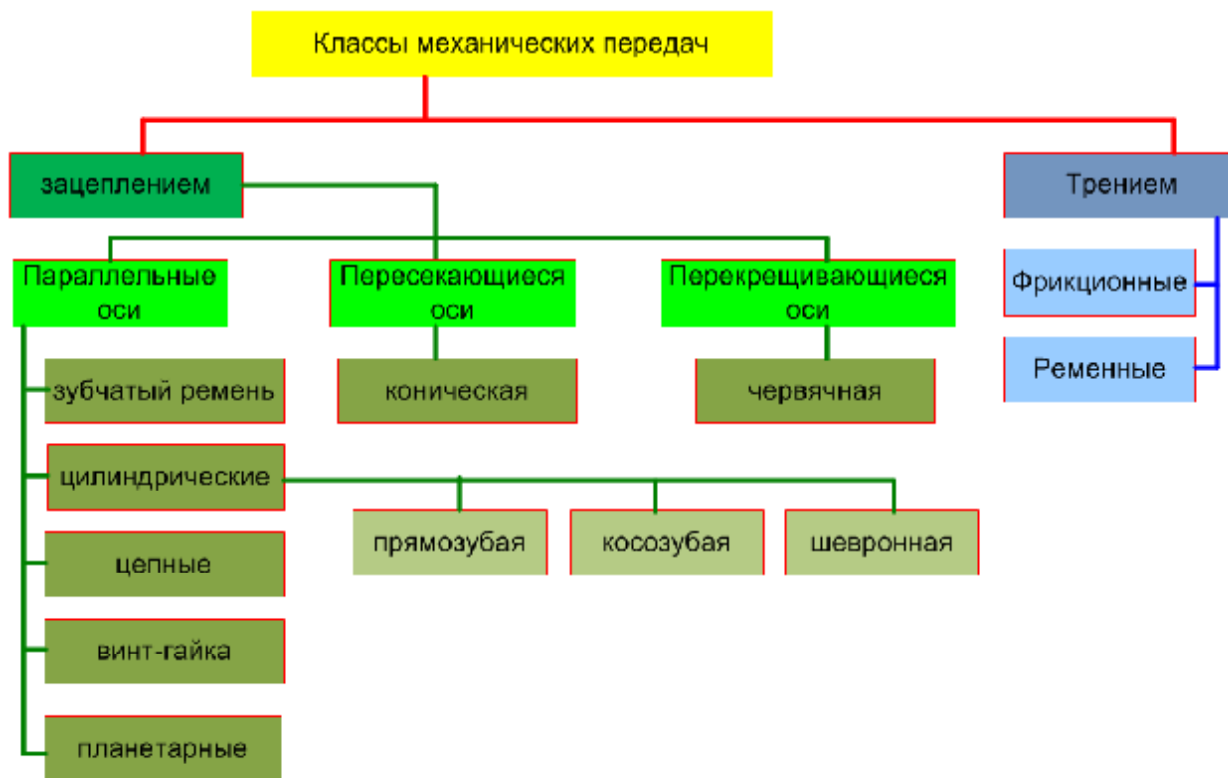 Классы механических передач
зацеплением
Трением
Параллельные
оси
Пересекающиеся
оси
Перекрещивающиеся
оси
Фрикционные
Ременные
зубчатый ремень
коническая
червячная
цилиндрические
прямозубая
косозубая
шевронная
цепные
винт-гайка
планетарные